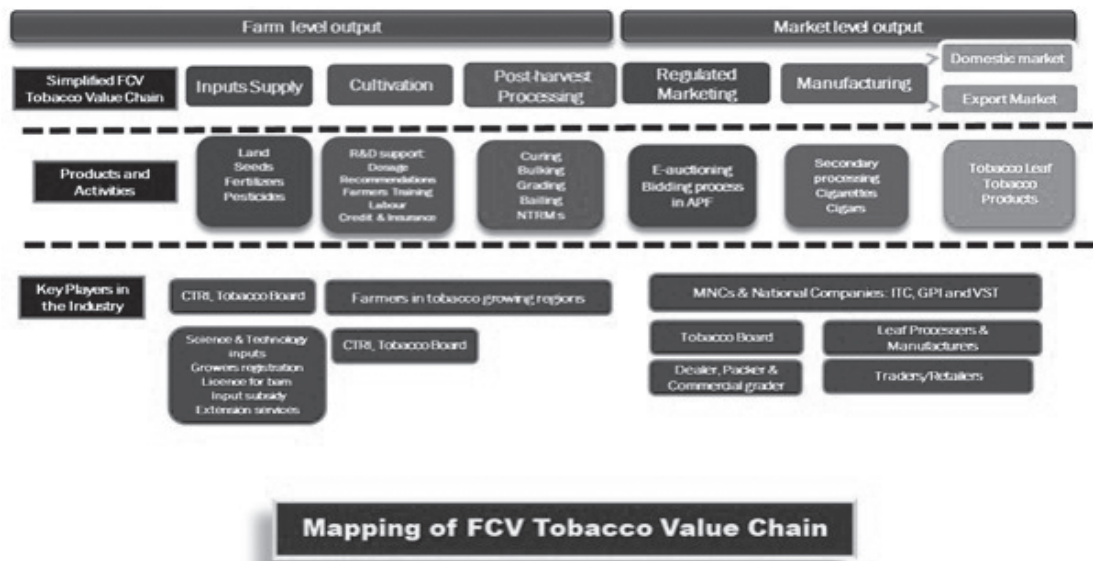 Farm level output
Market level output
Simplified FCV
Tobacco Value Chain
Inputs Supply
Cultivation
Post-harvest
Processing
Regulated
Marketing
Manufacturing
Domestic market
Export Market
Products and
Activities
Land
Seeds
Fertilizers
Pesticides
R&D support:
Dosage
Recommendations
Farmers Training
Labour
Credit & Insurance
Curing
Bulking
Grading
Bailing
NTRMs
E-auctioning
Bidding process
in APF
Secondary
processing
Cigarettes
Cigars
Tobacco Leaf
Tobacco
Products
Key Players in
the Industry
CTRI, Tobacco Board
Farmers in tobacco growing regions
MNCs & National Companies: ITC, GPI and VST
Science & Technology
inputs
Growers registration
Licence for barn
Input subsidy
Extension services
CTRI, Tobacco Board
Tobacco Board
Leaf Processers &
Manufacturers
Dealer, Packer &
Commercial grader
Traders/Retailers
Mapping of FCV Tobacco Value Chain